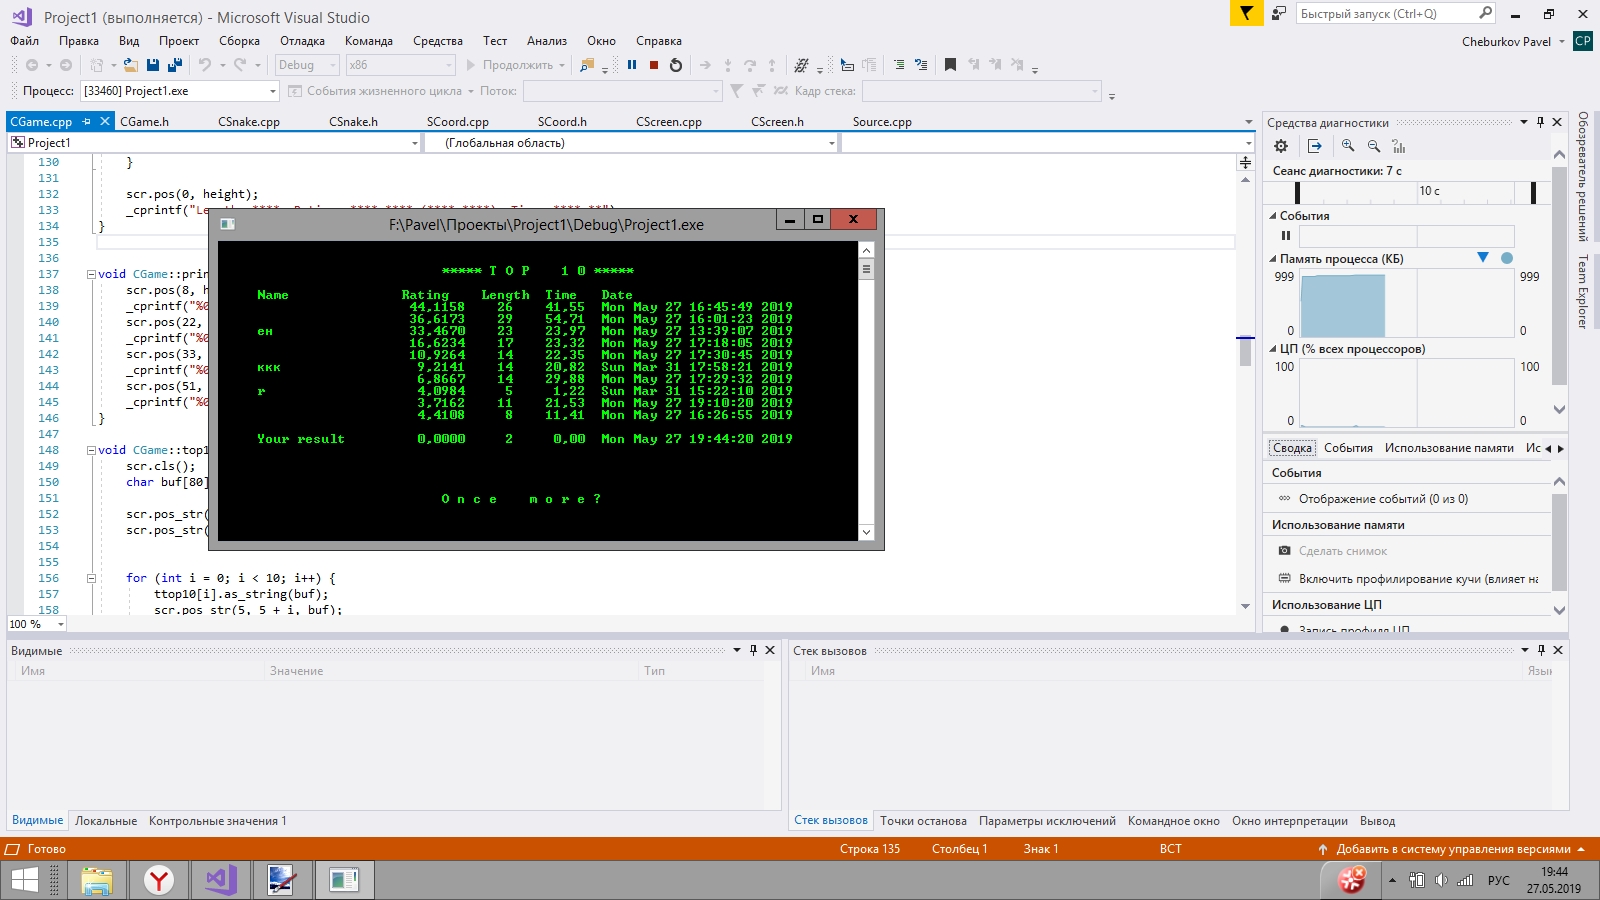 Project1 (выполняется) - Microsoft Visual Studio
Быстрый запуск (Ctrl+Q)
Файл Правка Вид Проект Сборка Отладка Команда Средства Тест Анализ Окно Справка
Cheburkov Pavel CP
Debug x86 Продолжить
Процесс: [33460] Project1.exe События жизненного цикла Поток: Кадр стека:
CGame.cpp CGame.h CSnake.cpp CSnake.h SCoord.cpp SCoord.h CScreen.cpp CScreen.h Source.cpp
Project1 (Глобальная область)
130 }
131
132 scr.pos(0, height);
133
134 }
135
136
137 void CGame::prin
138 scr.pos(8, h
139 _cprintf("%0
140 scr.pos(22,
141 _cprintf("%0
142 scr.pos(33,
143 _cprintf("%0
144 scr.pos(51,
145 _cprintf("%0
146 }
147
148 void CGame::top1
149 scr.cls();
150 char buf[80]
151
152 scr.pos_str(
153 scr.pos_str(
154
155
156 for (int i = 0; i < 10; i++) {
157 ttop10[i].as_string(buf);
158 scr.pos_str(5, 5 + i, buf);
100 %
F:\Pavel\Проекты\Project1\Debug\Project1.exe
***** T O P 1 0 *****
Name Rating Length Time Date
44,1158 26 41,55 Mon May 27 16:45:49 2019
36,6173 29 54,71 Mon May 27 16:01:23 2019
ен 33,4670 23 23,97 Mon May 27 13:39:07 2019
16,6234 17 23,32 Mon May 27 17:18:05 2019
10,9264 14 22,35 Mon May 27 17:30:45 2019
ккк 9,2141 14 20,82 Sun Mar 31 17:58:21 2019
6,8667 14 29,88 Mon May 27 17:29:32 2019
г 4,0984 5 1,22 Sun Mar 31 15:22:10 2019
3,7162 11 21,53 Mon May 27 19:10:20 2019
4,4108 8 11,41 Mon May 27 16:26:55 2019
Your result 0,0000 2 0,00 Mon May 27 19:44:20 2019
O n c e m o r e ?
Средства диагностики
Сеанс диагностики: 7 с
10 с
События
Память процесса (КБ)
999 999
0 0
ЦП (% всех процессоров)
100 100
0 0
Сводка События Использование памяти Ис
События
Отображение событий (0 из 0)
Использование памяти
Сделать снимок
Включить профилирование кучи (влияет на
Использование ЦП
Запись профиля ЦП
Обозреватель решений
Team Explorer
Видимые
Имя Значение Тип
Видимые Локальные Контрольные значения 1
Стек вызовов
Имя Язык
Стек вызовов Точки останова Параметры исключений Командное окно Окно интерпретации Вывод
Готово Строка 135 Столбец 1 Знак 1 ВСТ Добавить в систему управления версиями
РУС
19:44
27.05.2019